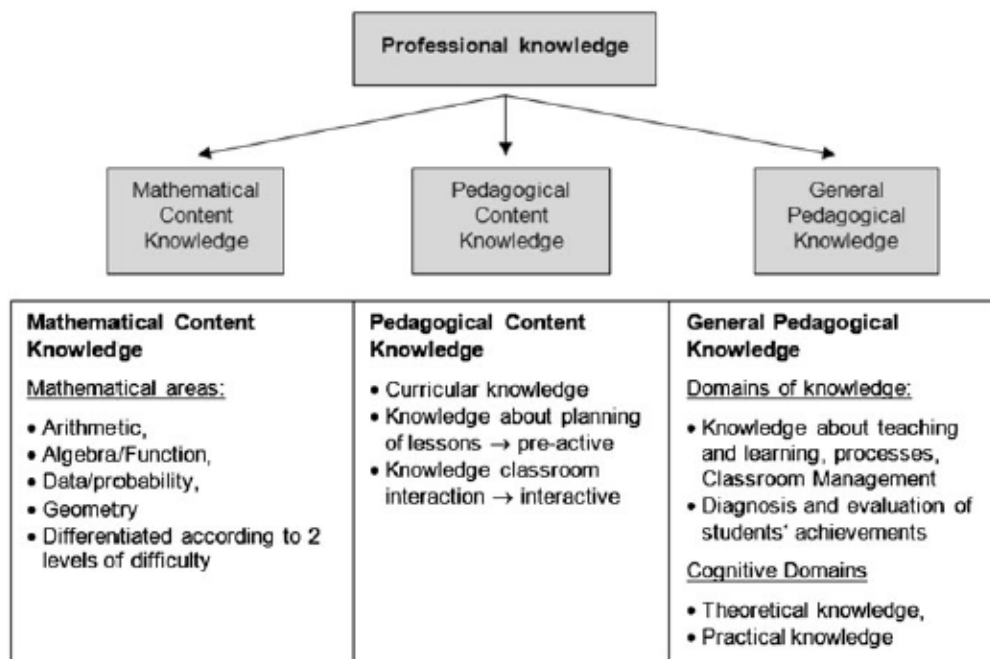 Professional knowledge
Mathematical
Content
Knowledge
Pedagogical
Content
Knowledge
General
Pedagogical
Knowledge
Mathematical Content
Knowledge
Mathematical areas:
• Arithmetic,
• Algebra/Function,
• Data/probability,
• Geometry
• Differentiated according to 2
levels of difficulty
Pedagogical Content
Knowledge
• Curricular knowledge
• Knowledge about planning
of lessons → pre-active
• Knowledge classroom
interaction → interactive
General Pedagogical
Knowledge
Domains of knowledge:
• Knowledge about teaching
and learning, processes,
Classroom Management
• Diagnosis and evaluation of
students' achievements
Cognitive Domains
• Theoretical knowledge,
• Practical knowledge